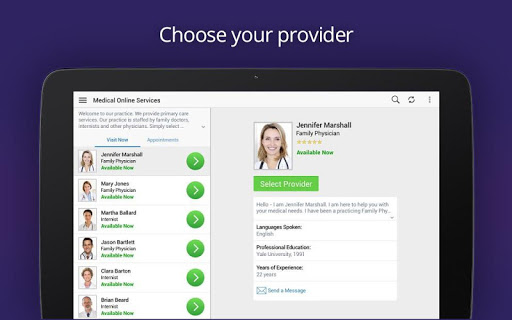 Choose your provider
Medical Online Services
Welcome to our practice. We provide primary care
services. Our practice is staffed by family doctors,
internists and other physicians. Simply select ...
Visit Now
Appointments
Jennifer Marshall
Family Physician
Available Now
Mary Jones
Family Physician
Available Now
Martha Ballard
Internist
Available Now
Jason Bartlett
Family Physician
Available Now
Clara Barton
Internist
Available Now
Brian Beard
Internist
Available Now
Jennifer Marshall
Family Physician
Available Now
Select Provider
Hello - I am Jennifer Marshall. I am here to help you with
your medical needs. I have been a practicing Family Phy...
Languages Spoken:
English
Professional Education:
Yale University, 1991
Years of Experience:
22 years
Send a Message